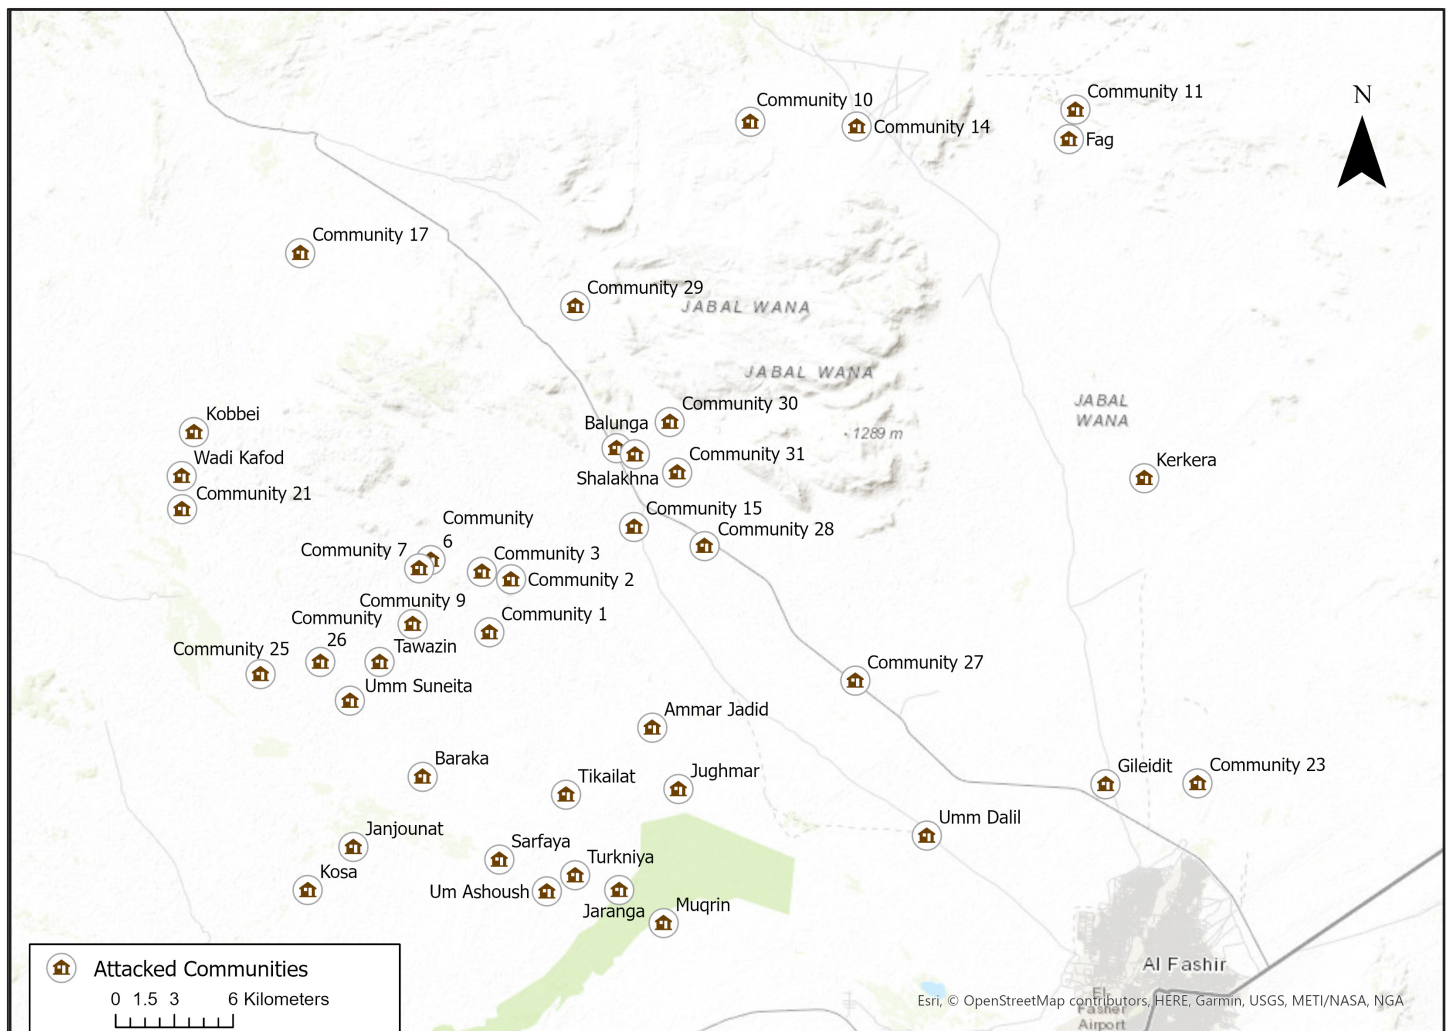 Community 11
N
Community 10
Community 14
Fag
Community 17
Community 29
JABAL WANA
JABAL WANA
JABAL
WANA
Community 30
Kobbei
Balunga
1289 m
Community 31
Wadi Kafod
Kerkera
Shalakhna
Community 21
Community 15
Community
6
Community 28
Community 7
Community 3
Community 2
Community 9
Community
26
Community 1
Tawazin
Community 25
Community 27
Umm Suneita
Ammar Jadid
Baraka
Tikailat
Jughmar
Gileidit
Community 23
Umm Dalil
Janjounat
Sarfaya
Turkniya
Kosa
Um Ashoush
Jaranga
Muqrin
Al Fashir
Attacked Communities
0 1.5 3 6 Kilometers
El
Fasher
Airport
Esri, © OpenStreetMap contributors, HERE, Garmin, USGS, METI/NASA, NGA